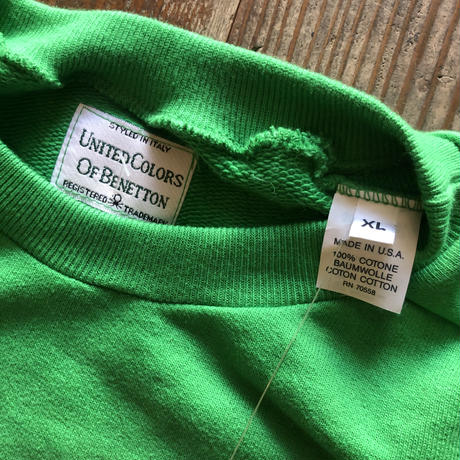 STYLED IN ITALY
UNITED COLORS
OF BENETTON
REGISTERED TRADEMARK
XL
MADE IN U.S.A.
100% COTONE
BAUMWOLLE
COTON COTTON
RN 70558